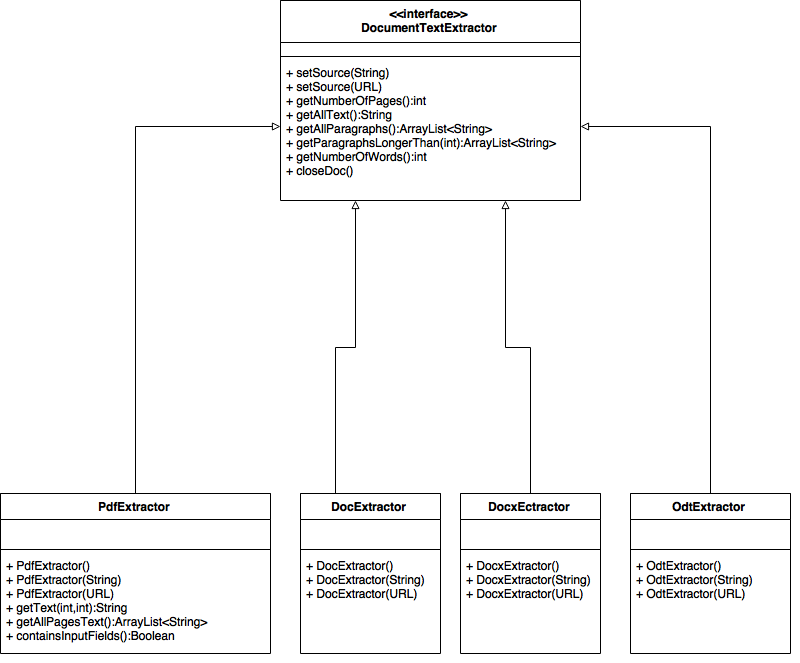 <<interface>>
DocumentTextExtractor
+ setSource(String)
+ setSource(URL)
+ getNumberOfPages():int
+ getAllText():String
+ getAllParagraphs():ArrayList<String>
+ getParagraphsLongerThan(int):ArrayList<String>
+ getNumberOfWords():int
+ closeDoc()
PdfExtractor
+ PdfExtractor()
+ PdfExtractor(String)
+ PdfExtractor(URL)
+ getText(int,int):String
+ getAllPagesText():ArrayList<String>
+ containsInputFields():Boolean
DocExtractor
+ DocExtractor()
+ DocExtractor(String)
+ DocExtractor(URL)
DocxEctractor
+ DocxExtractor()
+ DocxExtractor(String)
+ DocxExtractor(URL)
OdtExtractor
+ OdtExtractor()
+ OdtExtractor(String)
+ OdtExtractor(URL)